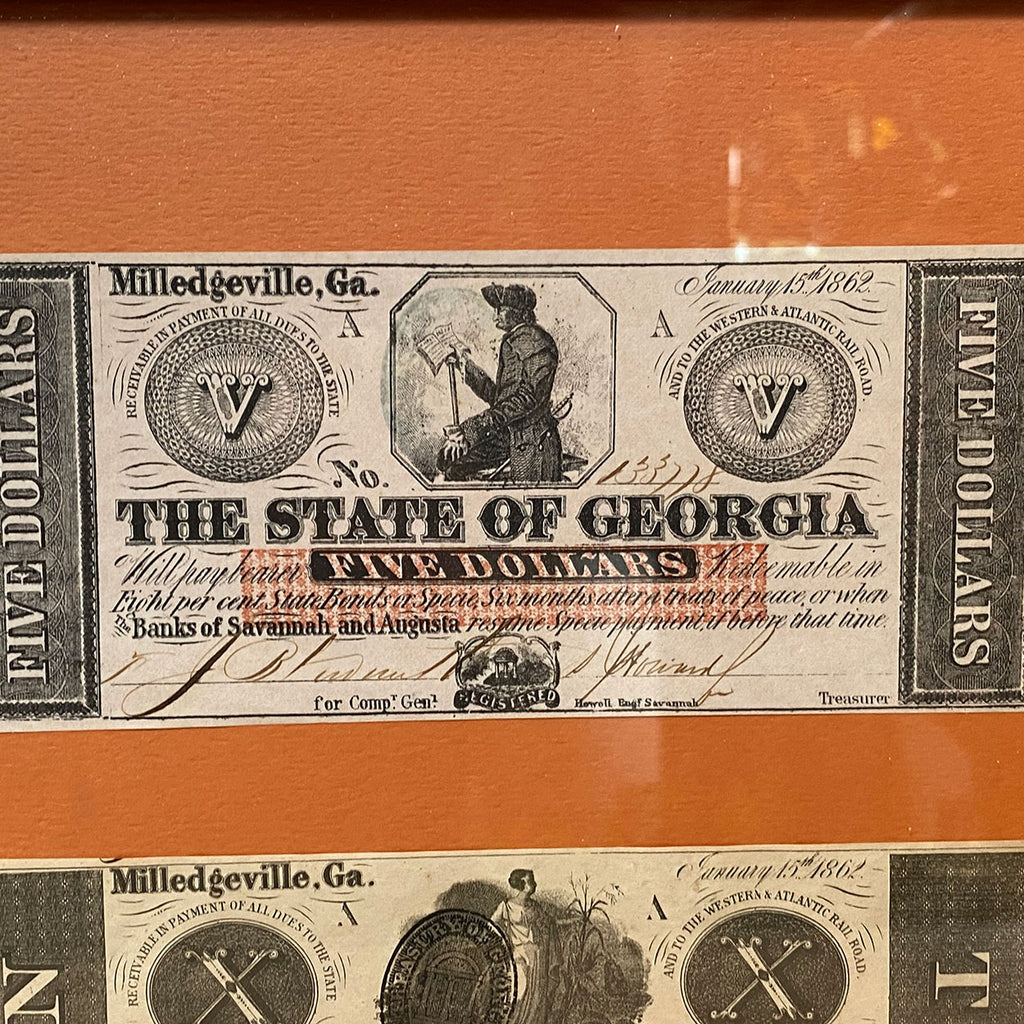 Milledgeville, Ga.
January 15th 1862.
RECEIVABLE IN PAYMENT OF ALL DUES TO THE STATE
A
A
AND TO THE WESTERN & ATLANTIC RAIL ROAD.
V
V
FIVE DOLLARS
FIVE DOLLARS
No. 133778
THE STATE OF GEORGIA
Will pay bearer FIVE DOLLARS Redeemable in
Eight per cent State Bonds or Specie, Six months after a treaty of peace, or when
The Banks of Savannah and Augusta resume Specie payment, if before that time.
Howard
for Compr. Genl.
REGISTERED
Howell Engr Savannah
Treasurer
Milledgeville, Ga.
January 15th 1862.
RECEIVABLE IN PAYMENT OF ALL DUES TO THE STATE
A
A
AND TO THE WESTERN & ATLANTIC RAIL ROAD.
X
X
N
T